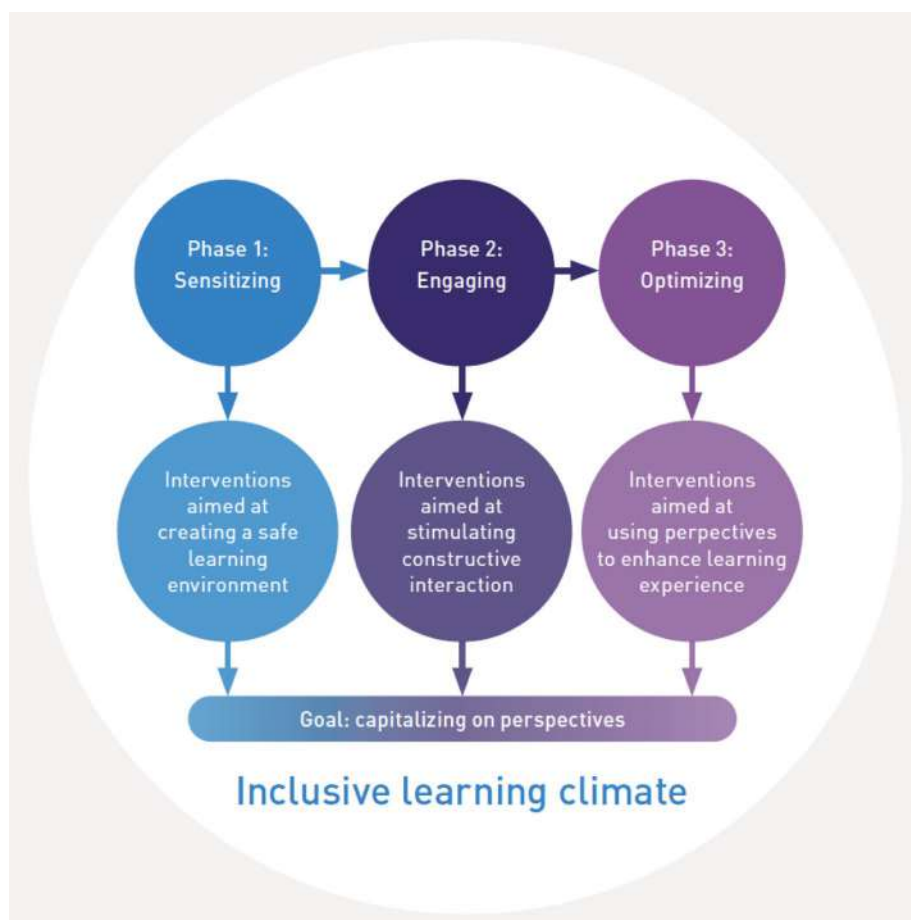 Phase 1:
Sensitizing
Phase 2:
Engaging
Phase 3:
Optimizing
Interventions
aimed at
creating a safe
learning
environment
Interventions
aimed at
stimulating
constructive
interaction
Interventions
aimed at
using perpectives
to enhance learning
experience
Goal: capitalizing on perspectives
Inclusive learning climate